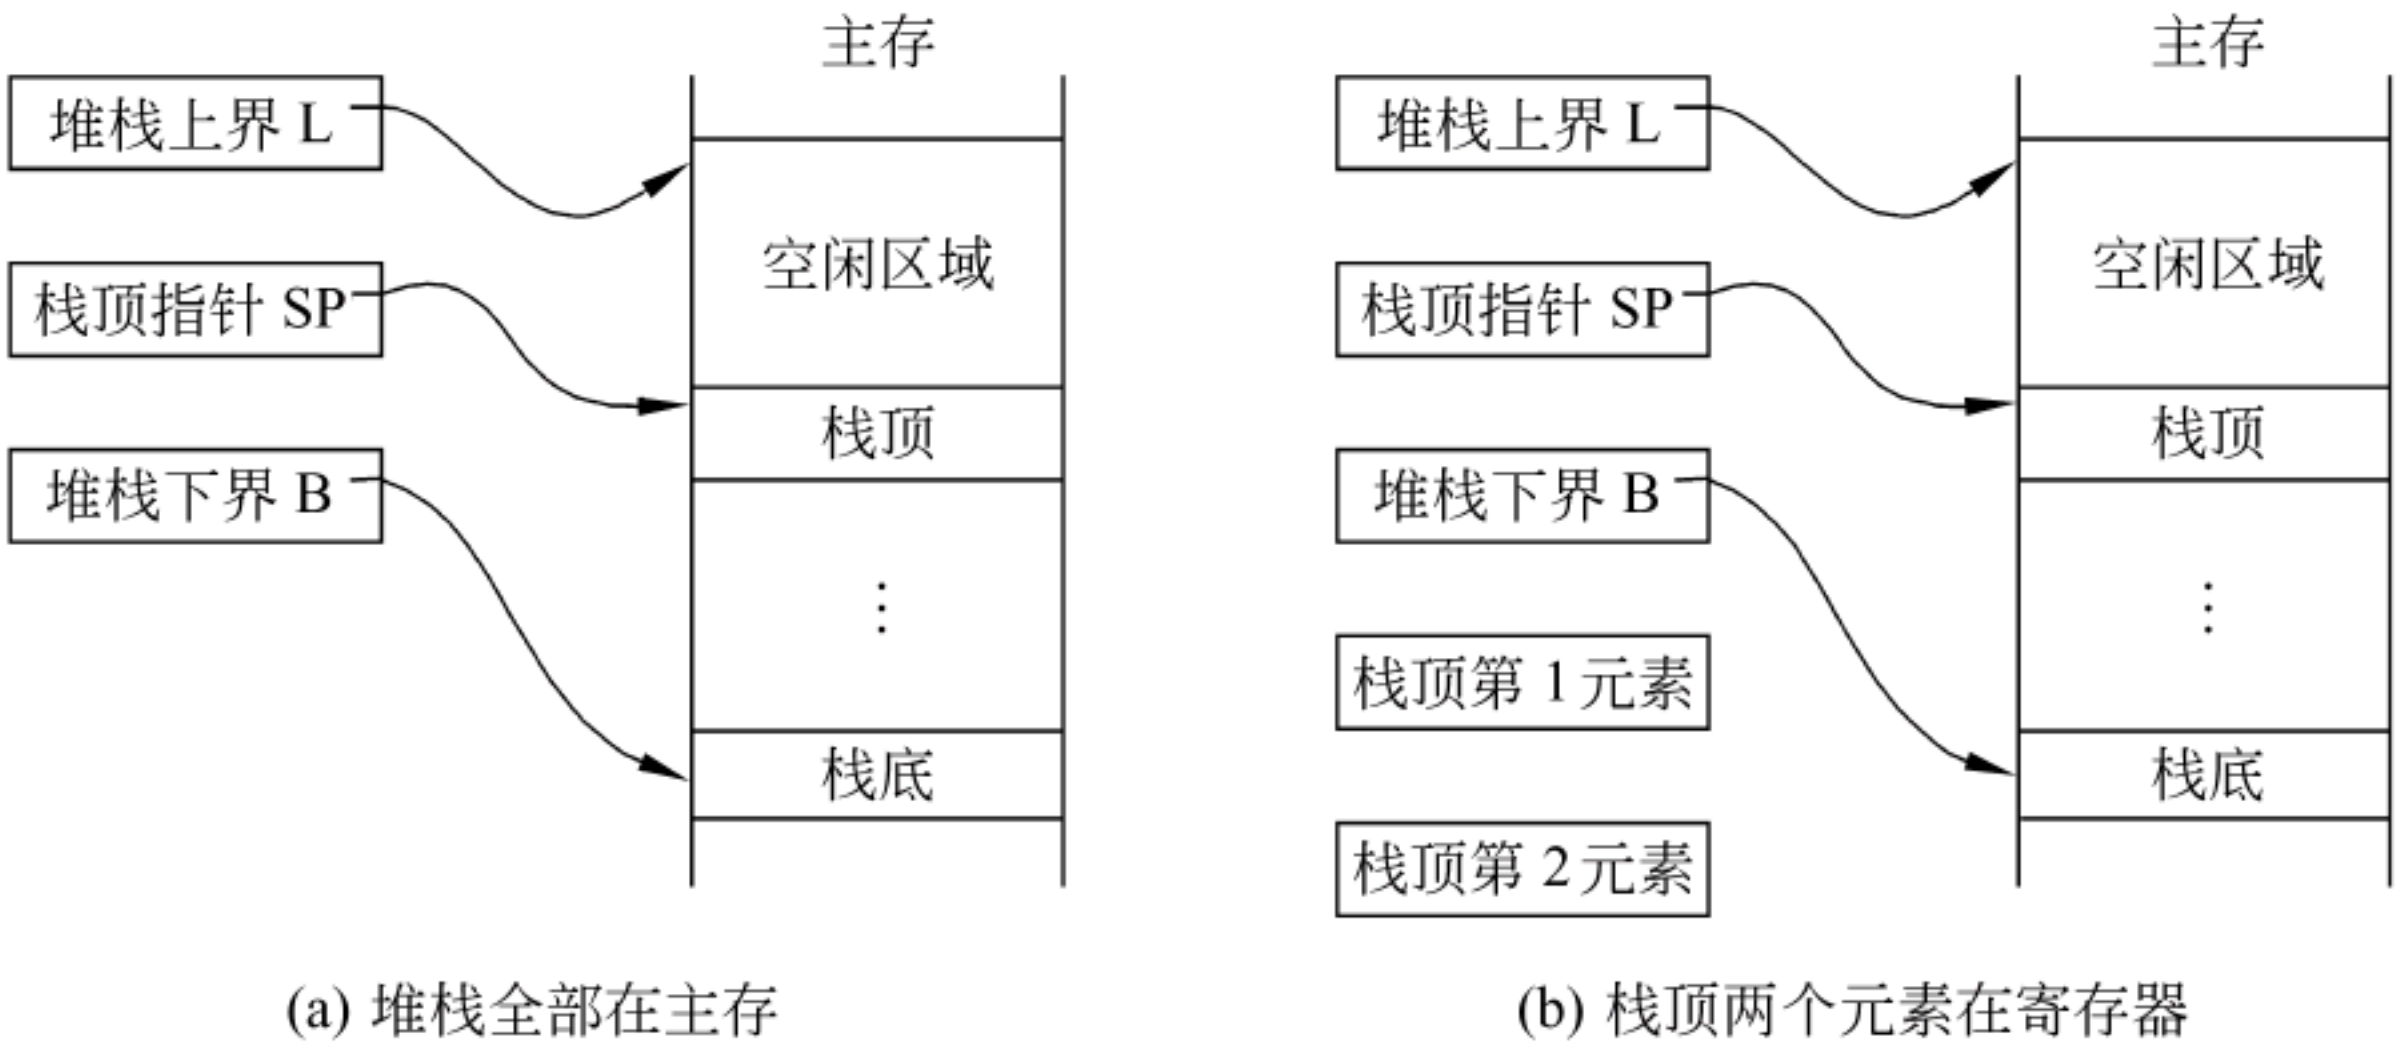 主存
堆栈上界 L
空闲区域
栈顶指针 SP
栈顶
堆栈下界 B
⋮
栈底
(a) 堆栈全部在主存
主存
堆栈上界 L
空闲区域
栈顶指针 SP
栈顶
堆栈下界 B
⋮
栈顶第 1 元素
栈底
栈顶第 2 元素
(b) 栈顶两个元素在寄存器